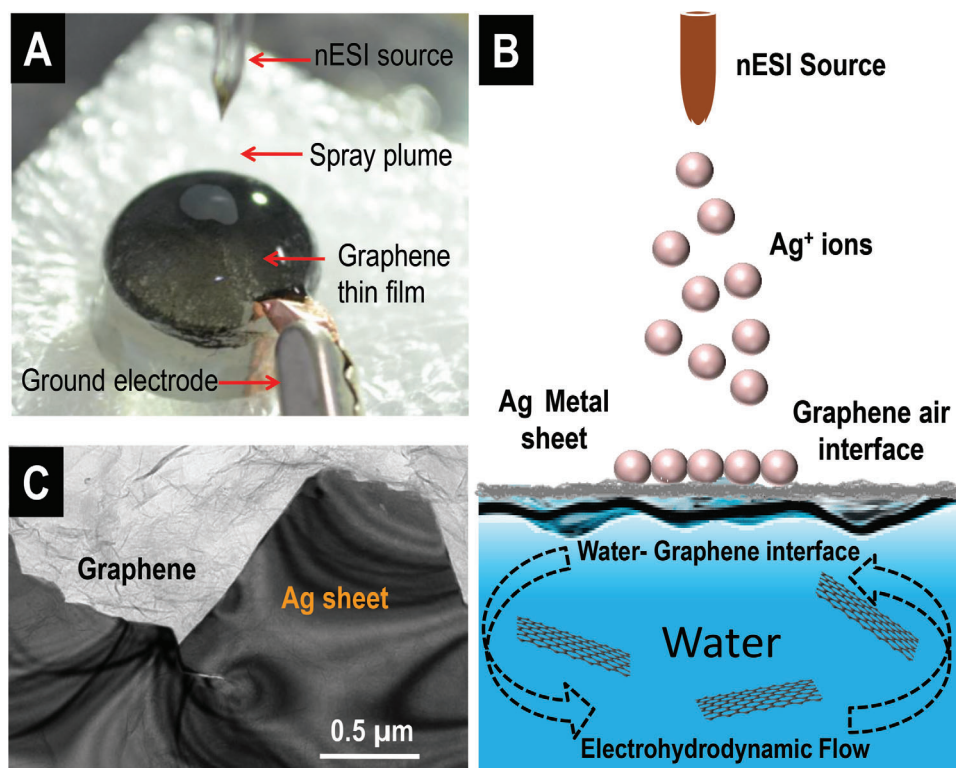 A
nESI source
Spray plume
Graphene
thin film
Ground electrode
B
nESI Source
Ag⁺ ions
Ag Metal
sheet
Graphene air
interface
Water- Graphene interface
Water
Electrohydrodynamic Flow
C
Graphene
Ag sheet
0.5 µm